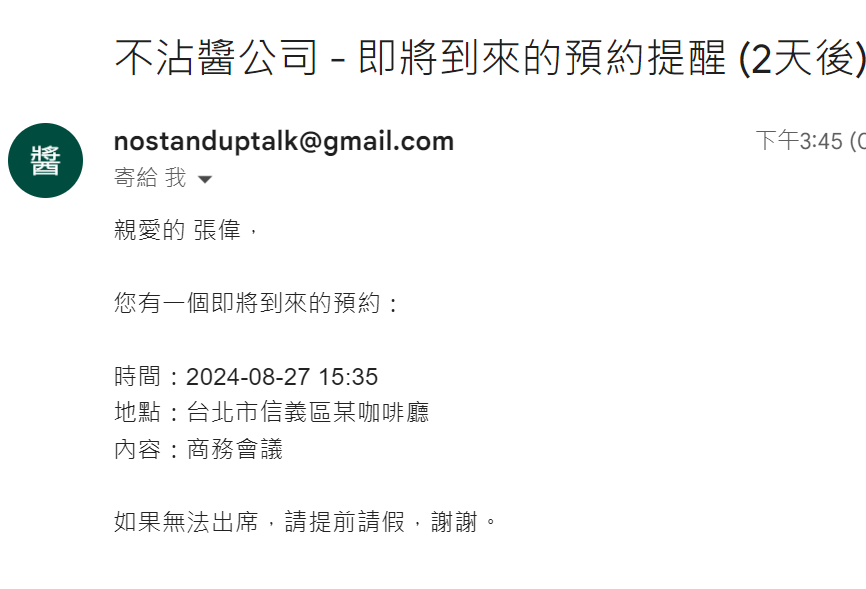 不沾醬公司 - 即將到來的預約提醒 (2天後)
醬
nostanduptalk@gmail.com
下午3:45 (
寄給 我
親愛的 張偉，
您有一個即將到來的預約：
時間：2024-08-27 15:35
地點：台北市信義區某咖啡廳
內容：商務會議
如果無法出席，請提前請假，謝謝。